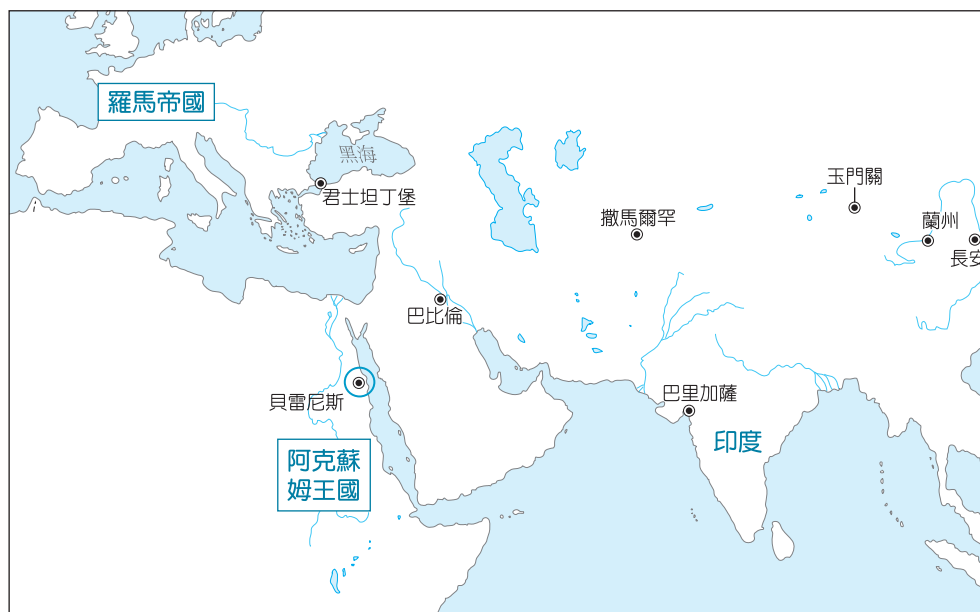 羅馬帝國
黑海
君士坦丁堡
玉門關
撒馬爾罕
蘭州
長安
巴比倫
貝雷尼斯
巴里加薩
印度
阿克蘇
姆王國